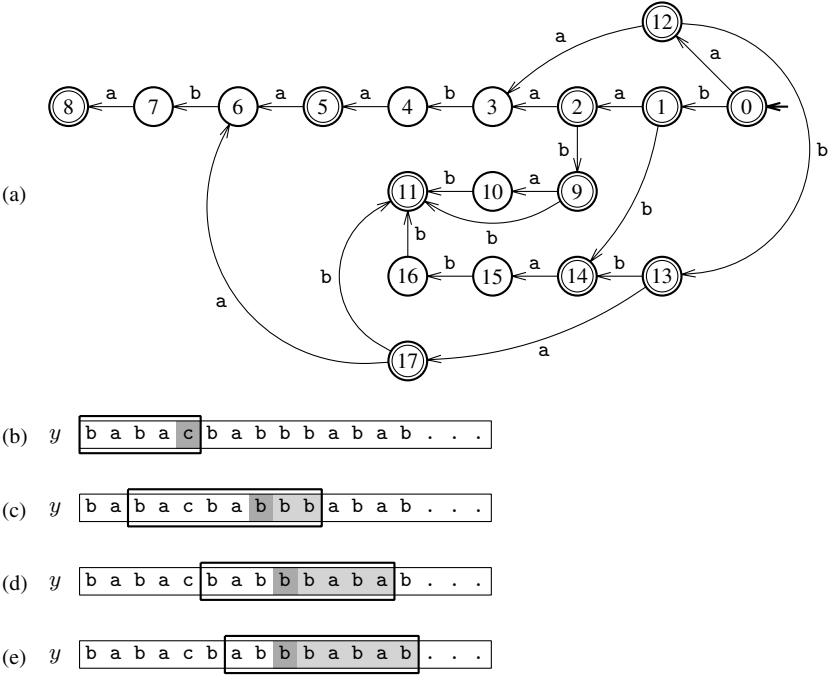 12
a
a
a b a a b a a b
8 7 6 5 4 3 2 1 0
b
b
b a
(a) 11 10 9
b
b
b
b a b
b
16 15 14 13
a
a
17
(b) y b a b a c b a b b b a b a b . . .
(c) y b a b a c b a b b b a b a b . . .
(d) y b a b a c b a b b b a b a b . . .
(e) y b a b a c b a b b b a b a b . . .